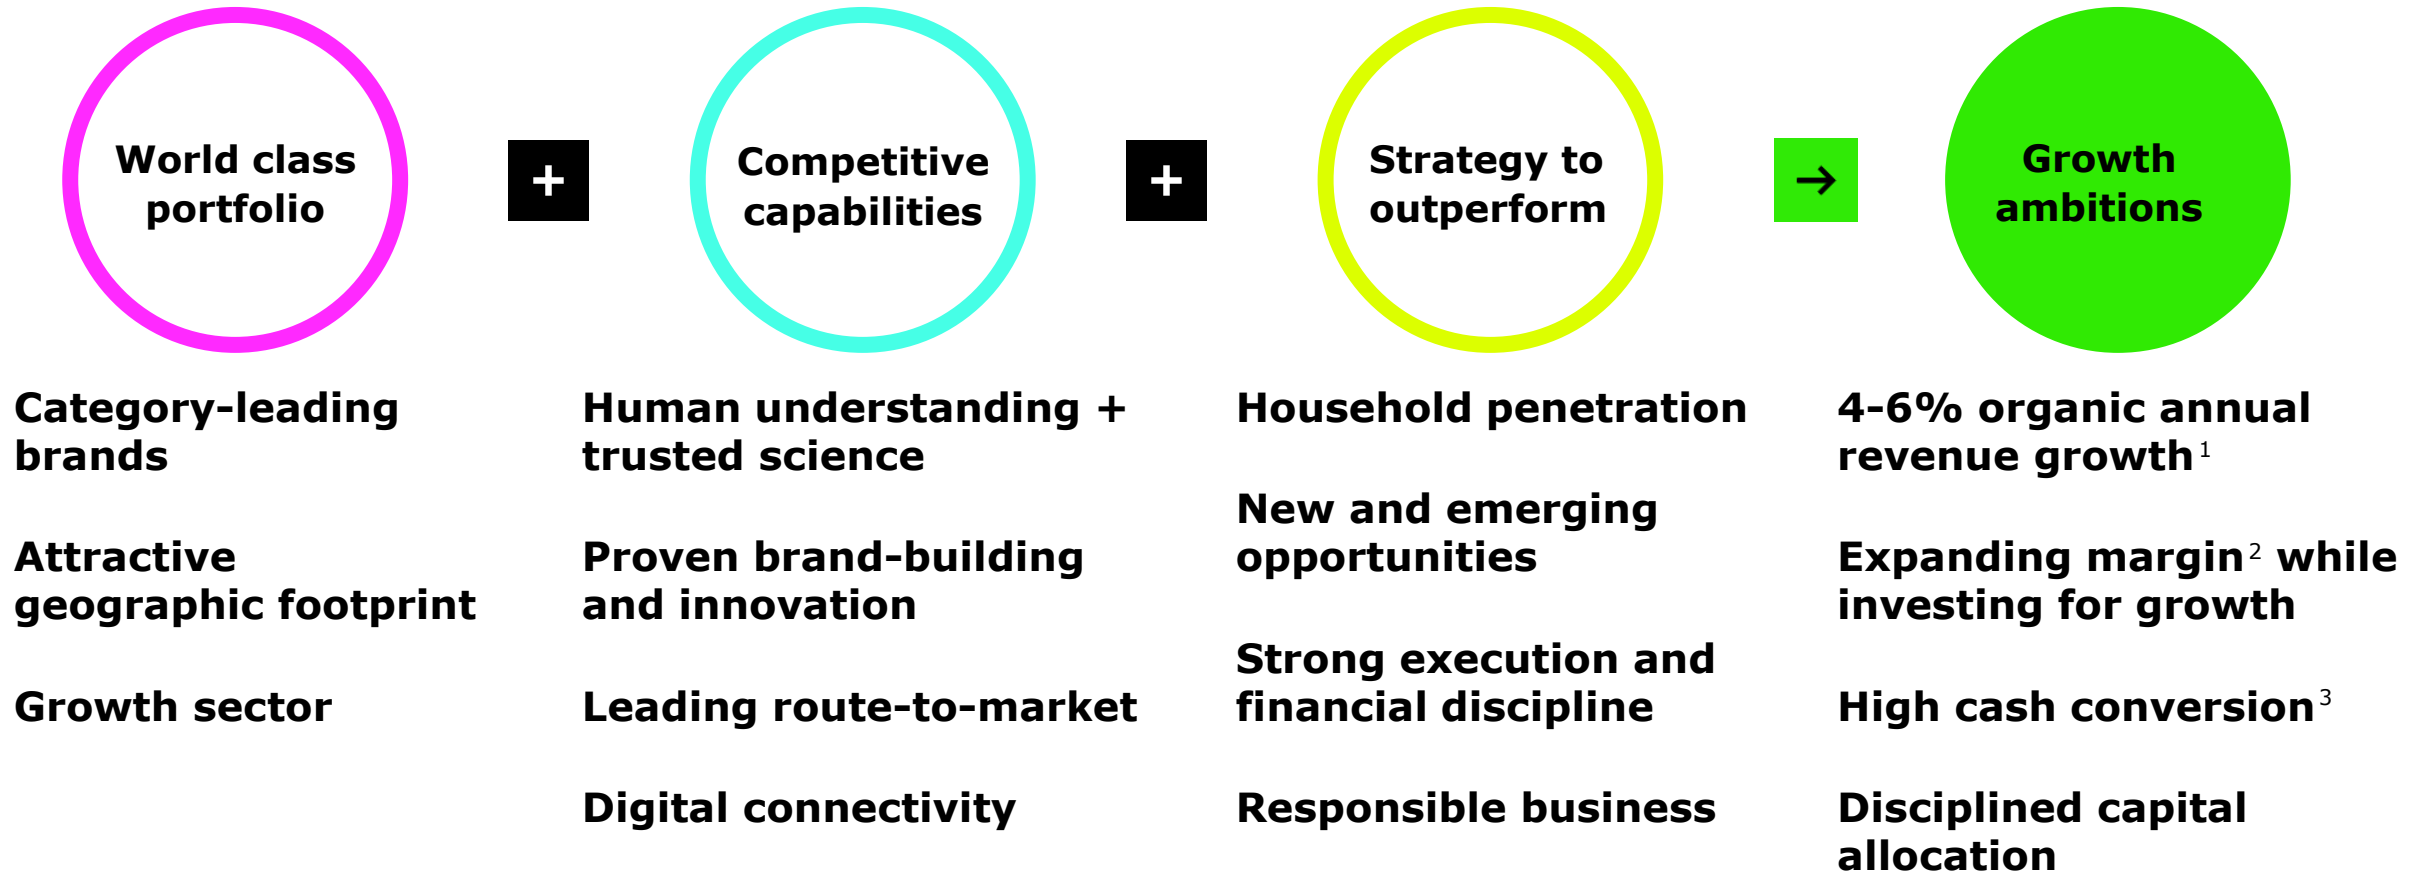 World class
portfolio
+
Competitive
capabilities
+
Strategy to
outperform
→
Growth
ambitions
Category-leading
brands
Attractive
geographic footprint
Growth sector
Human understanding +
trusted science
Proven brand-building
and innovation
Leading route-to-market
Digital connectivity
Household penetration
New and emerging
opportunities
Strong execution and
financial discipline
Responsible business
4-6% organic annual
revenue growth¹
Expanding margin² while
investing for growth
High cash conversion³
Disciplined capital
allocation